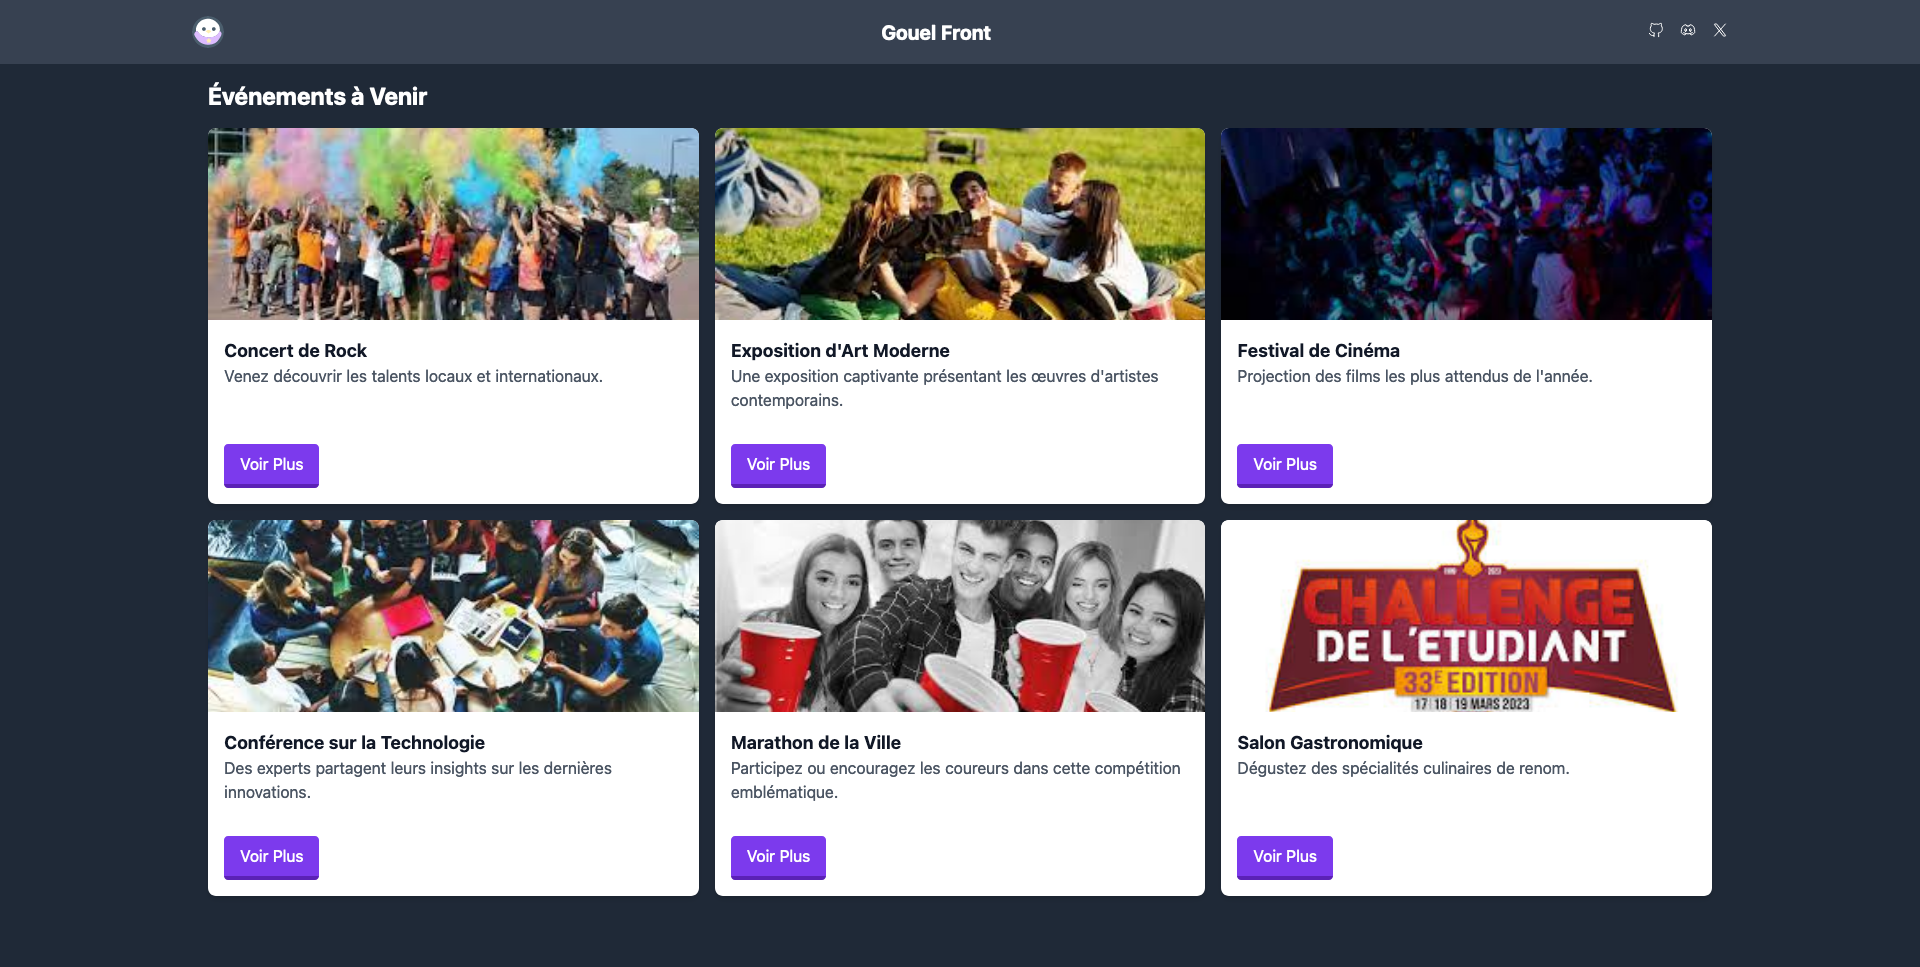 Gouel Front
Événements à Venir
Concert de Rock
Venez découvrir les talents locaux et internationaux.
Voir Plus
Exposition d'Art Moderne
Une exposition captivante présentant les œuvres d'artistes
contemporains.
Voir Plus
Festival de Cinéma
Projection des films les plus attendus de l'année.
Voir Plus
Conférence sur la Technologie
Des experts partagent leurs insights sur les dernières
innovations.
Voir Plus
Marathon de la Ville
Participez ou encouragez les coureurs dans cette compétition
emblématique.
Voir Plus
CHALLENGE
DE L'ETUDIANT
33E EDITION
17 | 18 | 19 MARS 2023
Salon Gastronomique
Dégustez des spécialités culinaires de renom.
Voir Plus